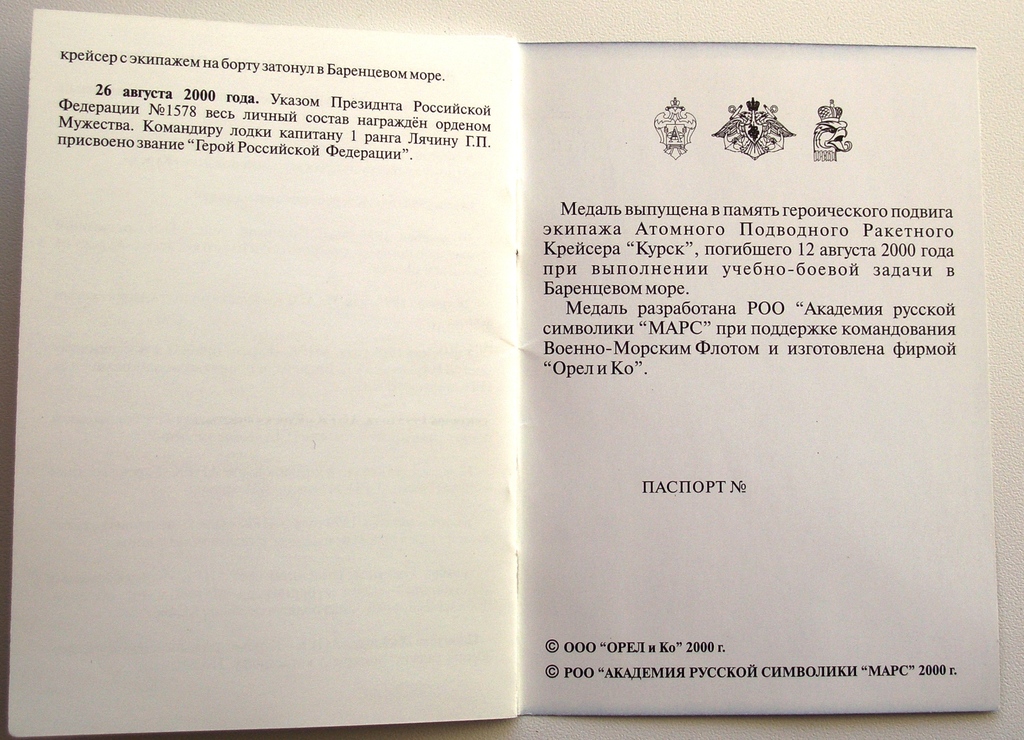 крейсер с экипажем на борту затонул в Баренцевом море.
26 августа 2000 года. Указом Президнта Российской
Федерации №1578 весь личный состав награждён орденом
Мужества. Командиру лодки капитану 1 ранга Лячину Г.П.
присвоено звание “Герой Российской Федерации”.
Медаль выпущена в память героического подвига
экипажа Атомного Подводного Ракетного
Крейсера “Курск”, погибшего 12 августа 2000 года
при выполнении учебно-боевой задачи в
Баренцевом море.
Медаль разработана РОО “Академия русской
символики “МАРС” при поддержке командования
Военно-Морским Флотом и изготовлена фирмой
“Орел и Ко”.
ПАСПОРТ №
© ООО “ОРЕЛ и Ко” 2000 г.
© РОО “АКАДЕМИЯ РУССКОЙ СИМВОЛИКИ “МАРС” 2000 г.